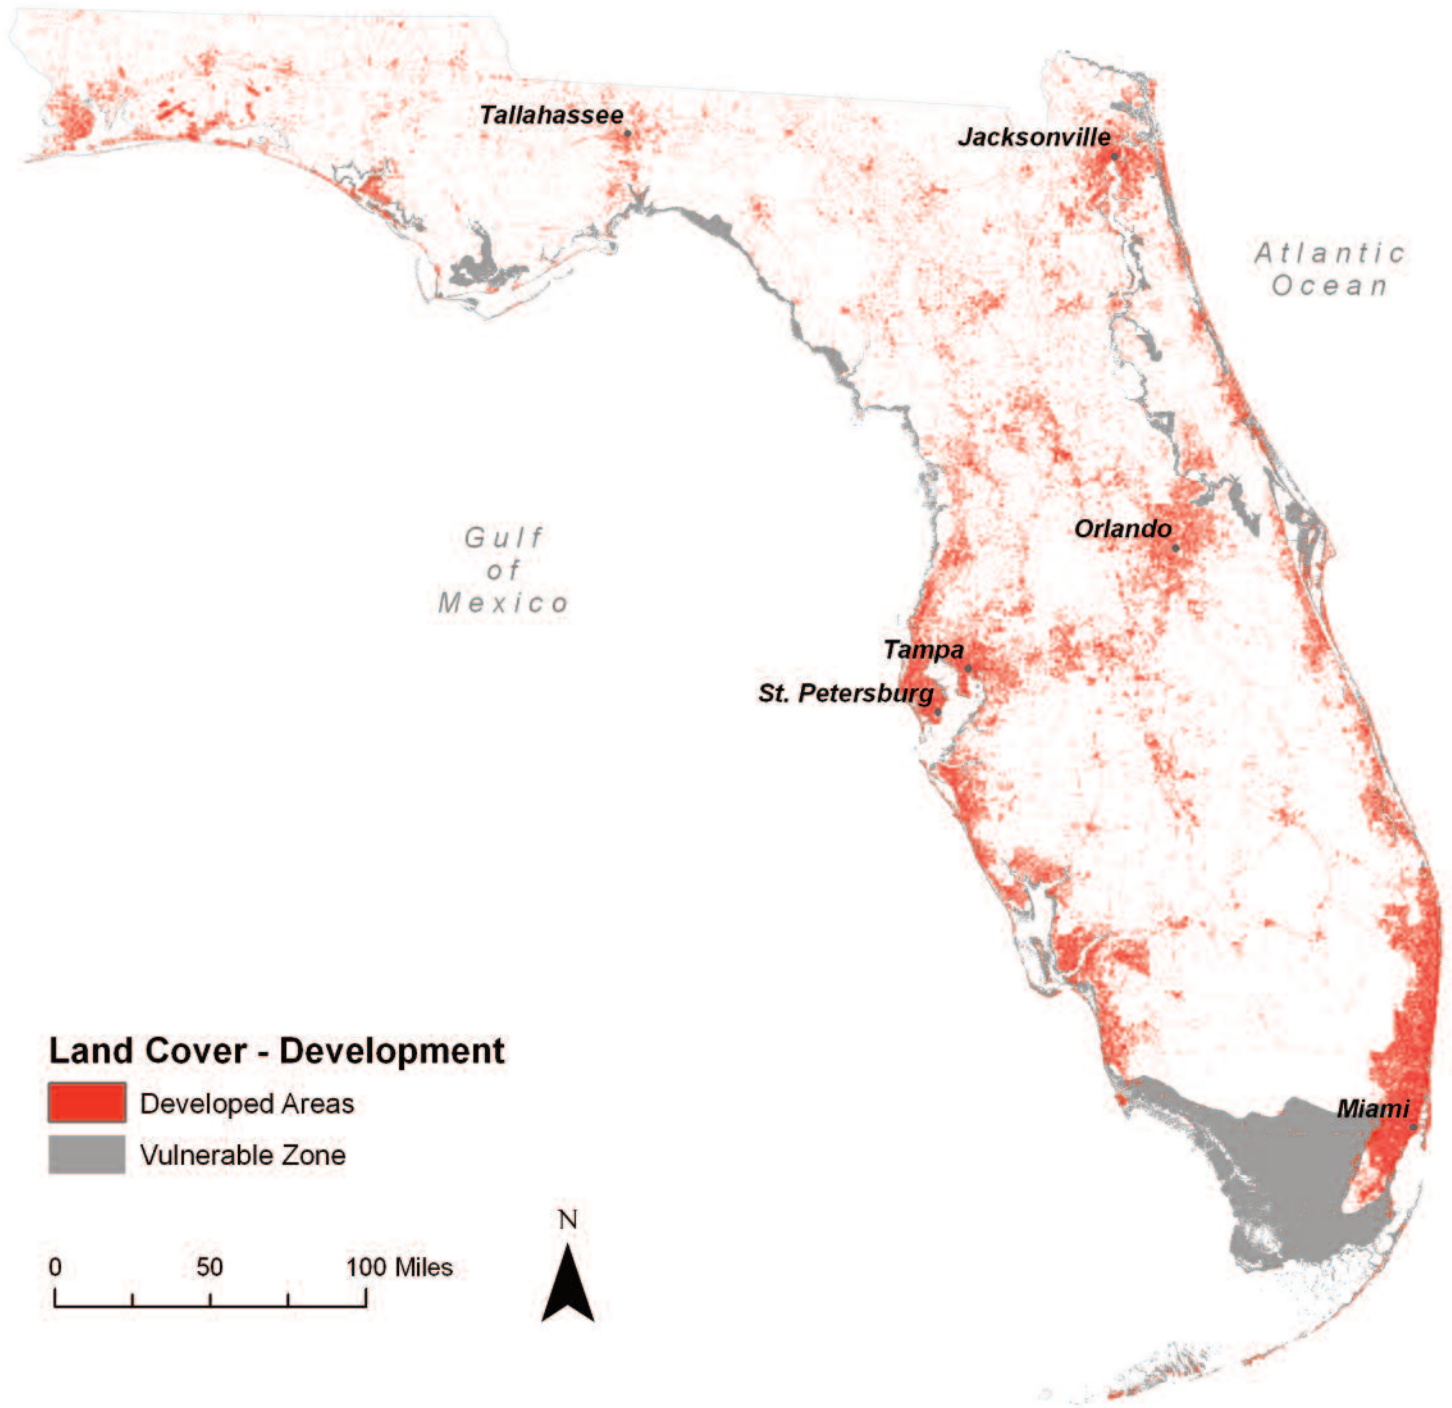 Tallahassee
Jacksonville
Atlantic
Ocean
Gulf
of
Mexico
Orlando
Tampa
St. Petersburg
Land Cover - Development
Developed Areas
Vulnerable Zone
Miami
N
0 50 100 Miles